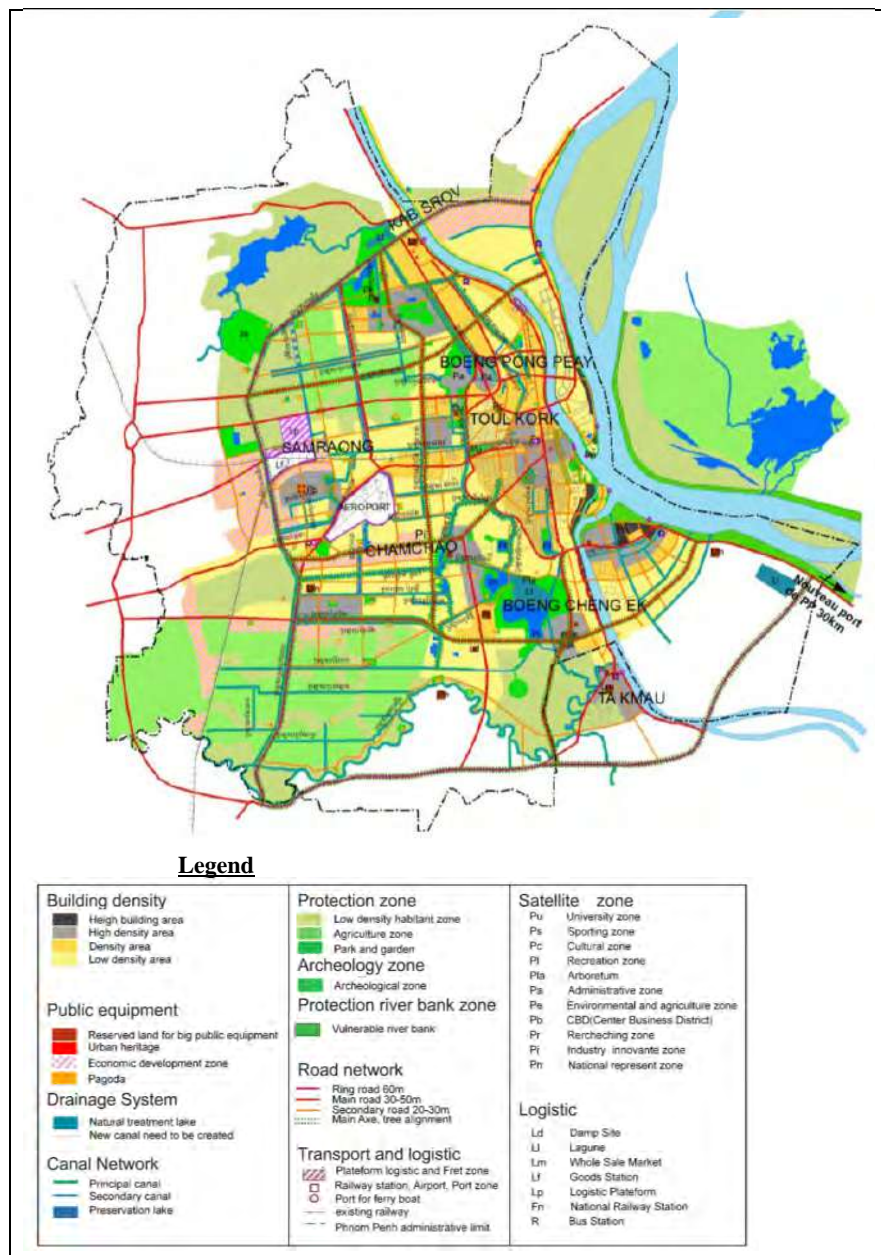 KAB SROV
BOENG PONG PEAY
TOUL KORK
SAMRAONG
AEROPORT
CHAMCHAO
BOENG CHENG EK
TA KMAU
Nouveau port
de PP 30km
Legend
Building density
Heigh building area
High density area
Density area
Low density area
Public equipment
Reserved land for big public equipment
Urban heritage
Economic development zone
Pagoda
Drainage System
Natural treatment lake
New canal need to be created
Canal Network
Principal canal
Secondary canal
Preservation lake
Protection zone
Low density habitant zone
Agriculture zone
Park and garden
Archeology zone
Archeological zone
Protection river bank zone
Vulnerable river bank
Road network
Ring road 60m
Main road 30-50m
Secondary road 20-30m
Main Axe, tree alignment
Transport and logistic
Plateform logistic and Fret zone
Railway station, Airport, Port zone
Port for ferry boat
existing railway
Phnom Penh administrative limit
Satellite zone
Pu University zone
Ps Sporting zone
Pc Cultural zone
Pl Recreation zone
Pla Arboretum
Pa Administrative zone
Pe Environmental and agriculture zone
Pb CBD(Center Business District)
Pr Rercheching zone
Pi Industry innovante zone
Pn National represent zone
Logistic
Ld Damp Site
Ll Lagune
Lm Whole Sale Market
Lf Goods Station
Lp Logistic Plateform
Fn National Railway Station
R Bus Station